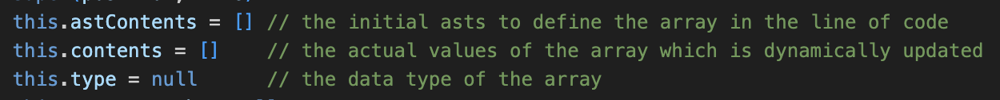 this.astContents = [] // the initial asts to define the array in the line of code
this.contents = []    // the actual values of the array which is dynamically updated
this.type = null      // the data type of the array